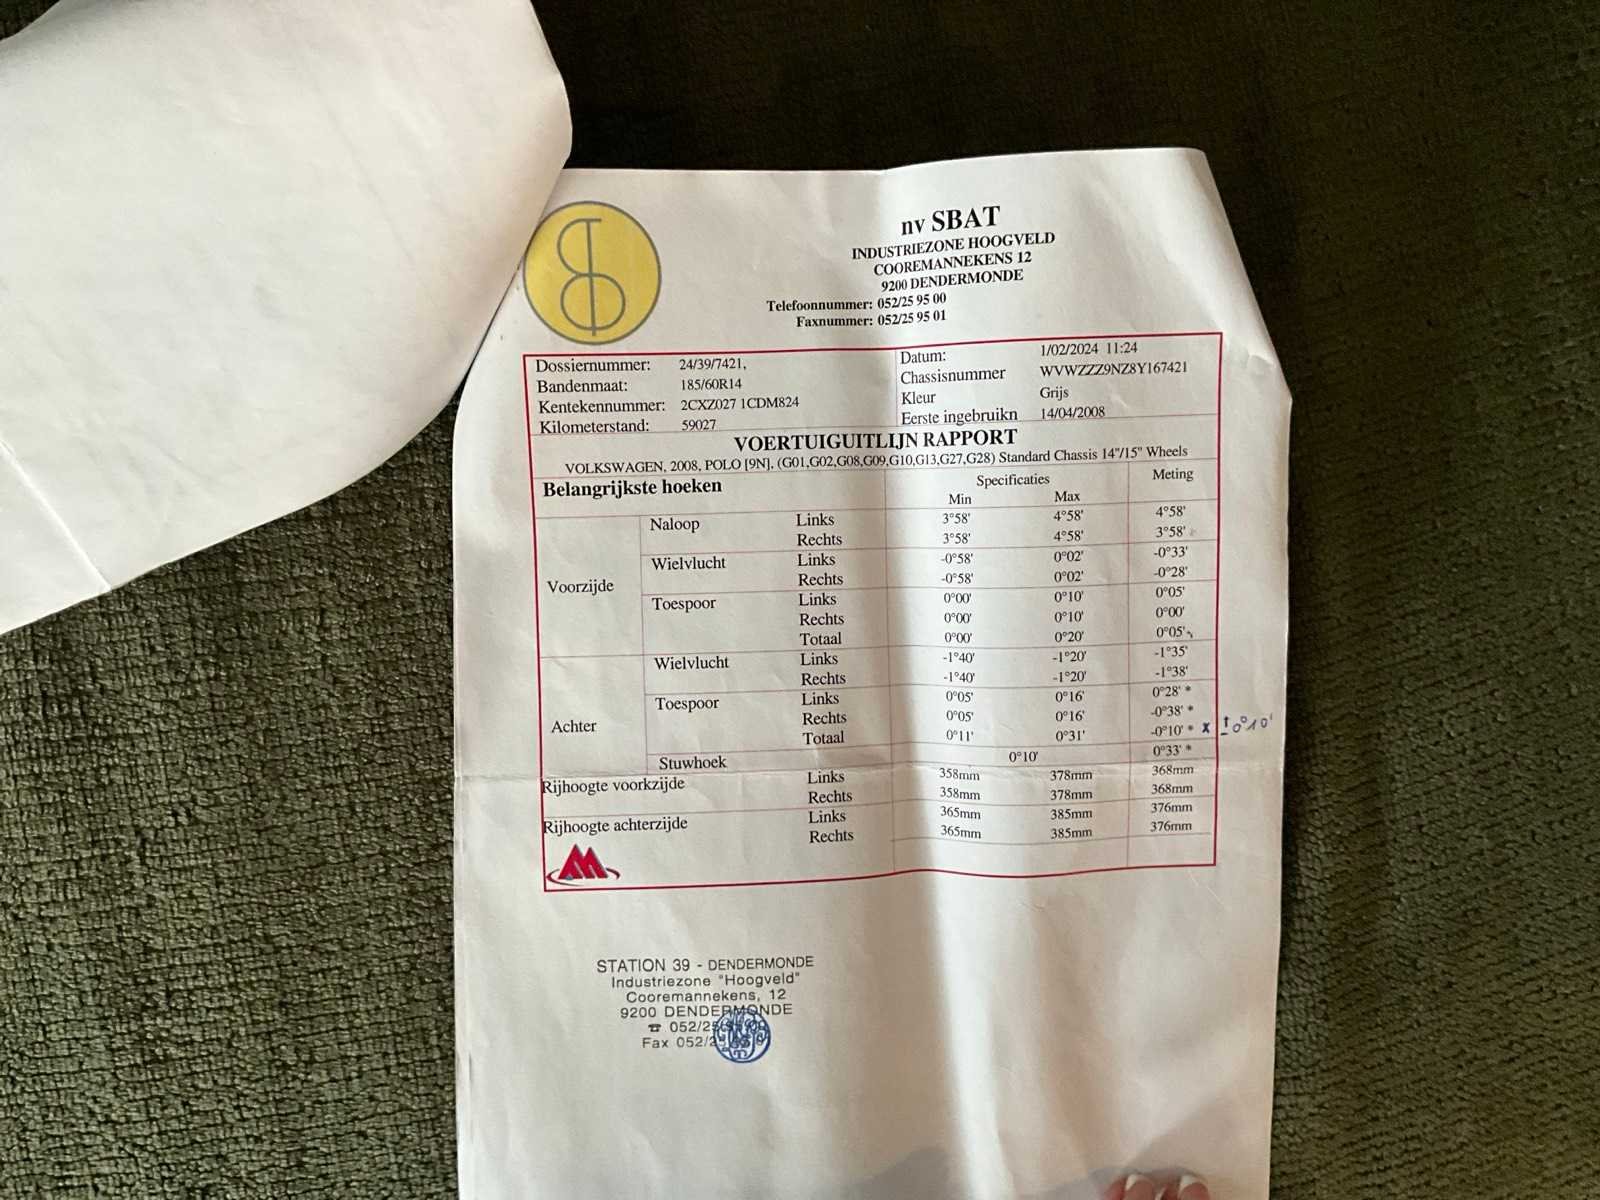 nv SBAT
INDUSTRIEZONE HOOGVELD
COOREMANNEKENS 12
9200 DENDERMONDE
Telefoonnummer: 052/25 95 00
Faxnummer: 052/25 95 01
Dossiernummer: 24/39/7421, Datum: 1/02/2024 11:24
Bandenmaat: 185/60R14 Chassisnummer WVWZZZ9NZ8Y167421
Kentekennummer: 2CXZ027 1CDM824 Kleur Grijs
Kilometerstand: 59027 Eerste ingebruikn 14/04/2008
VOERTUIGUITLIJN RAPPORT
VOLKSWAGEN, 2008, POLO [9N], (G01,G02,G08,G09,G10,G13,G27,G28) Standard Chassis 14"/15" Wheels
Belangrijkste hoeken Specificaties Meting
Min Max
Voorzijde Naloop Links 3°58' 4°58' 4°58'
Rechts 3°58' 4°58' 3°58'
Wielvlucht Links -0°58' 0°02' -0°33'
Rechts -0°58' 0°02' -0°28'
Toespoor Links 0°00' 0°10' 0°05'
Rechts 0°00' 0°10' 0°00'
Totaal 0°00' 0°20' 0°05'
Achter Wielvlucht Links -1°40' -1°20' -1°35'
Rechts -1°40' -1°20' -1°38'
Toespoor Links 0°05' 0°16' 0°28' *
Rechts 0°05' 0°16' -0°38' *
Totaal 0°11' 0°31' -0°10' * x ± 0°10'
Stuwhoek 0°10' 0°33' *
Rijhoogte voorkzijde Links 358mm 378mm 368mm
Rechts 358mm 378mm 368mm
Rijhoogte achterzijde Links 365mm 385mm 376mm
Rechts 365mm 385mm 376mm
STATION 39 - DENDERMONDE
Industriezone "Hoogveld"
Cooremannekens, 12
9200 DENDERMONDE
☎ 052/25
Fax 052/2